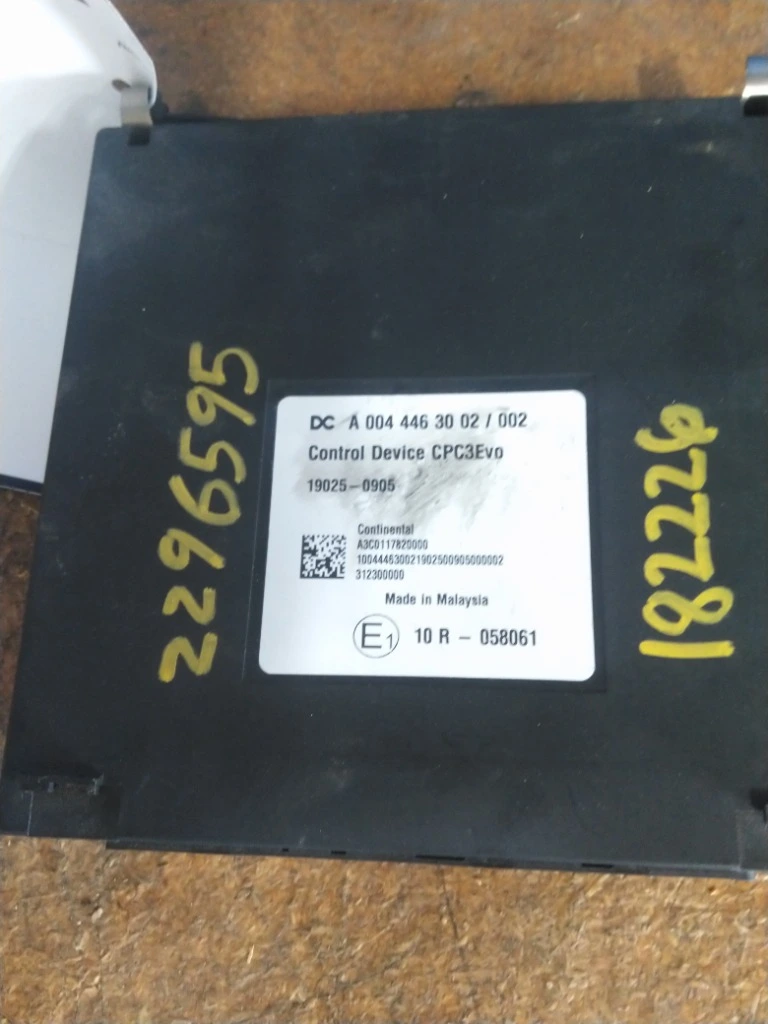 2296595
DC A 004 446 30 02 / 002
Control Device CPC3Evo
19025-0905
Continental
A3C0117820000
100444630021902500905000002
312300000
Made in Malaysia
E1 10 R - 058061
182226